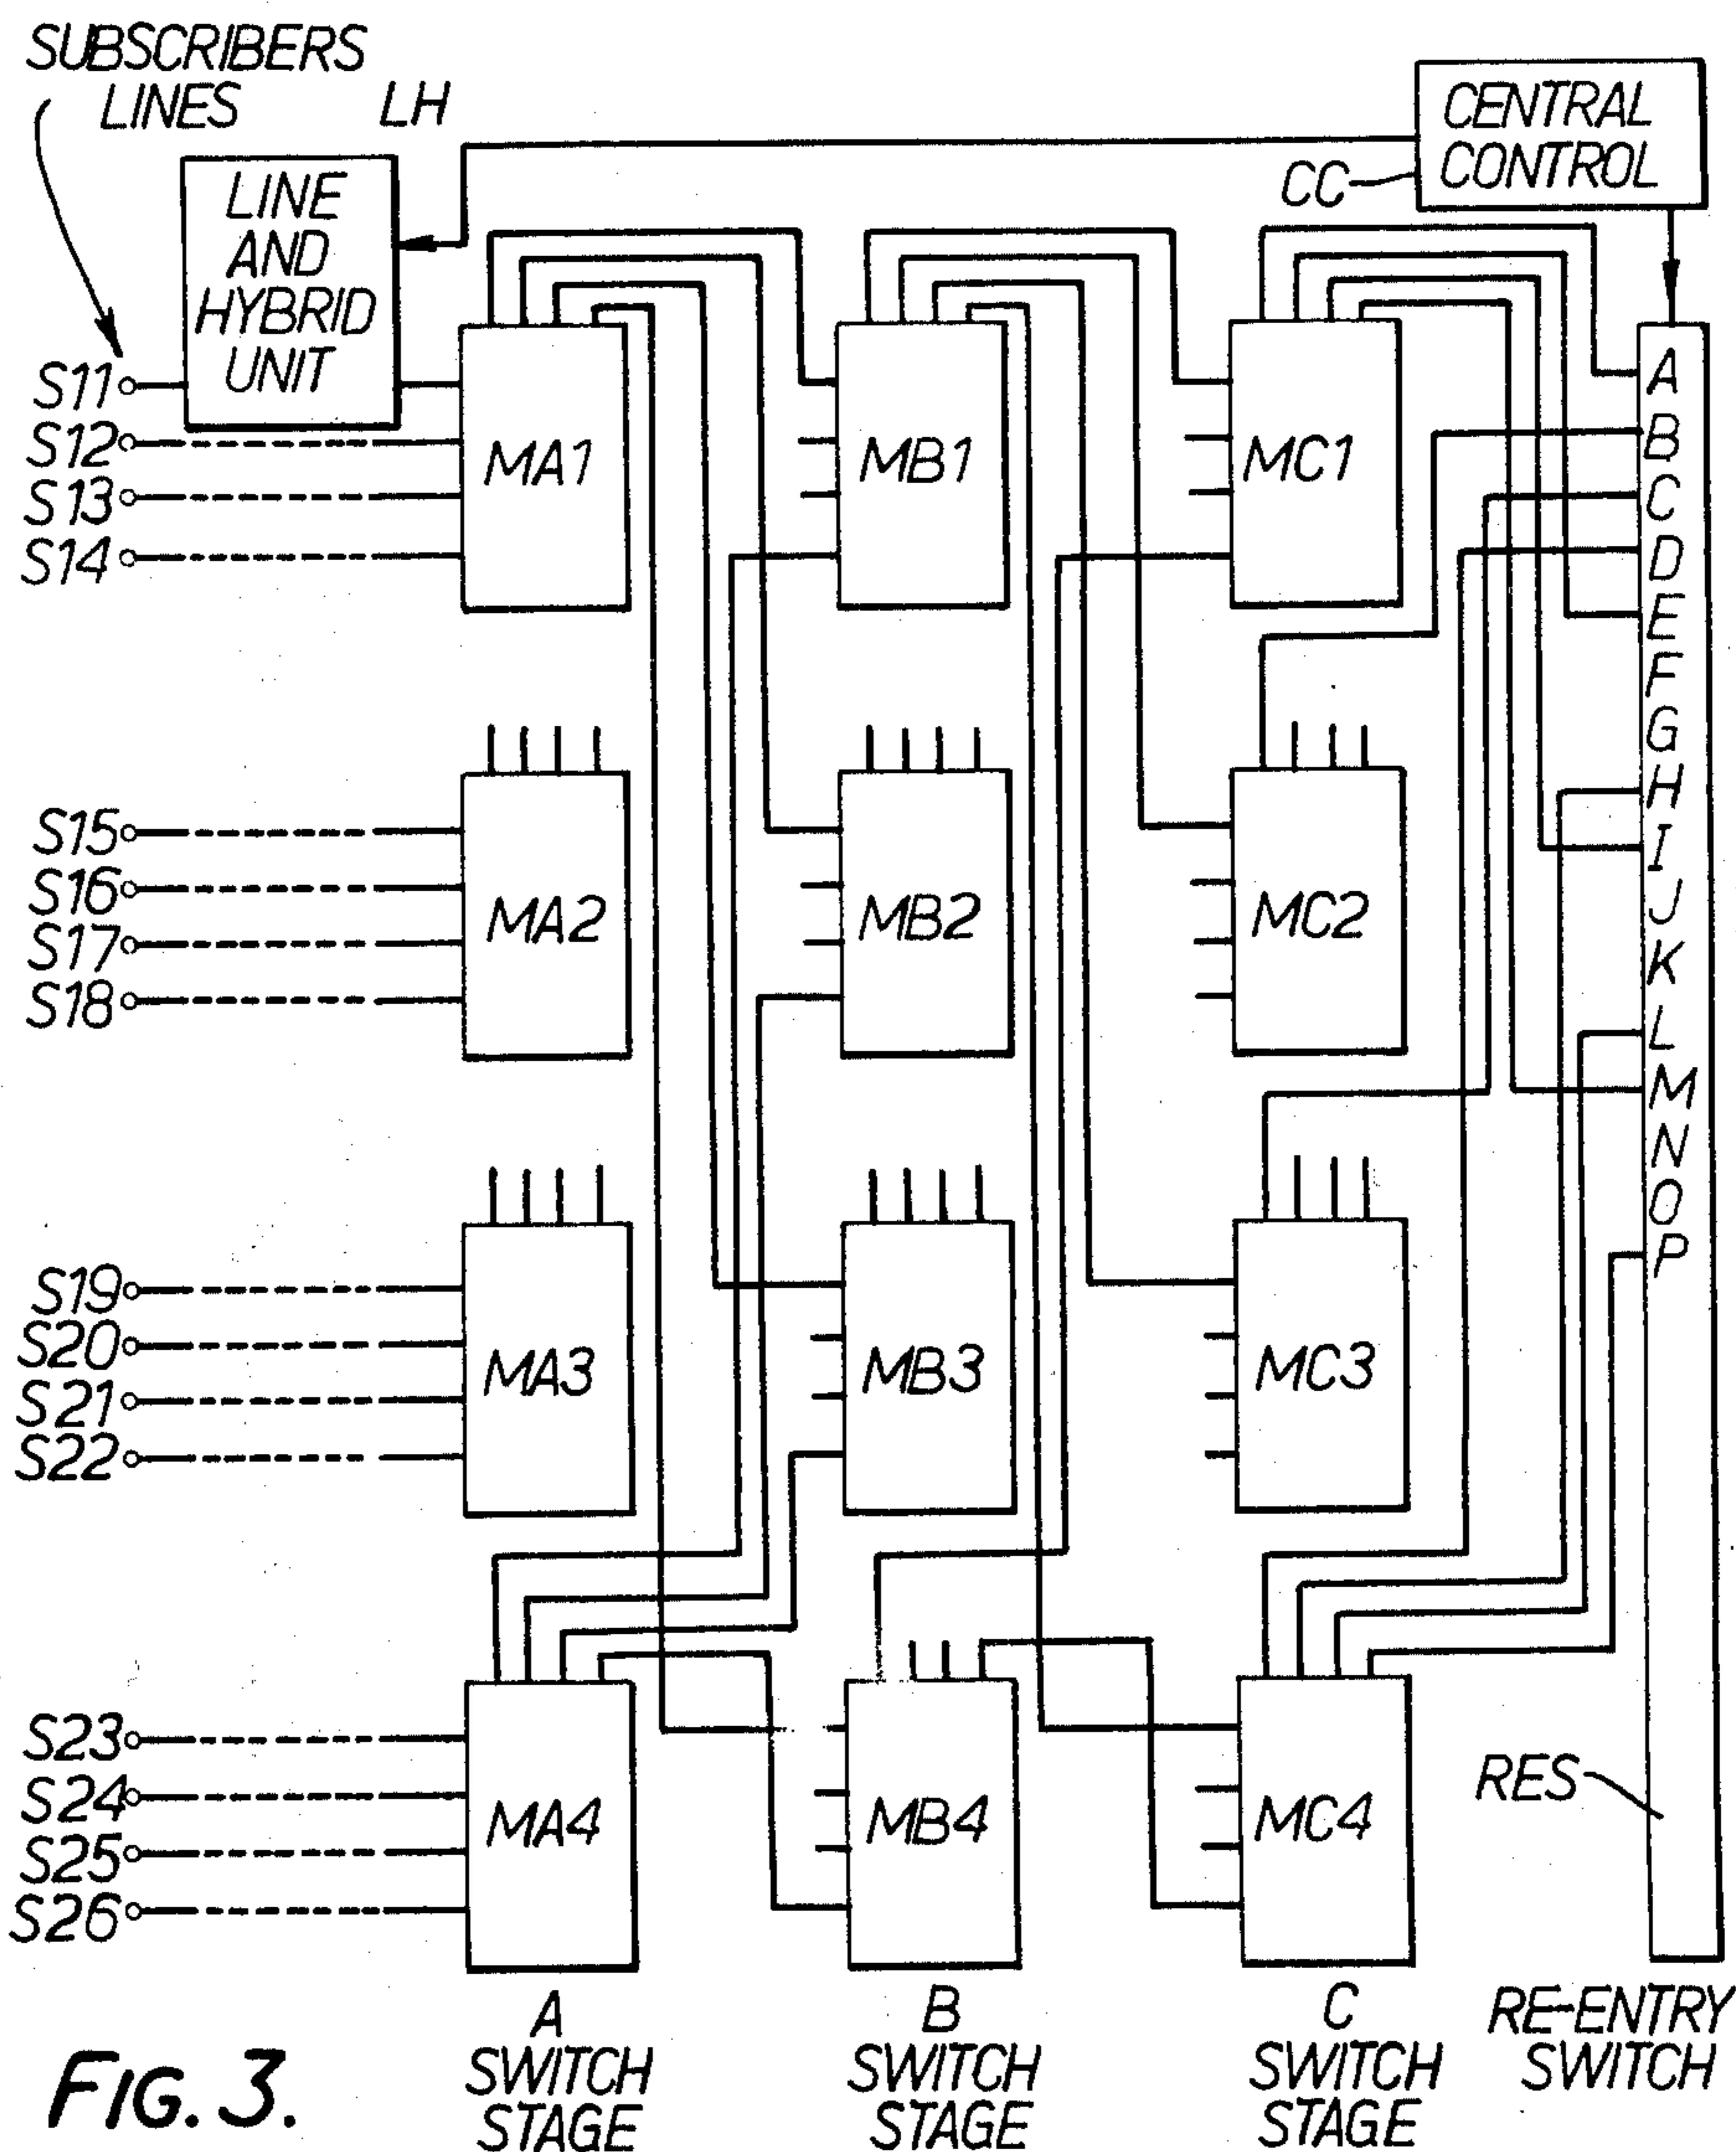 SUBSCRIBERS
LINES
LH
CENTRAL
CONTROL
CC
LINE
AND
HYBRID
UNIT
S11
S12
S13
S14
MA1
MB1
MC1
A
B
C
D
E
F
G
H
I
J
K
L
M
N
O
P
S15
S16
S17
S18
MA2
MB2
MC2
S19
S20
S21
S22
MA3
MB3
MC3
S23
S24
S25
S26
MA4
MB4
MC4
RES
A
SWITCH
STAGE
B
SWITCH
STAGE
C
SWITCH
STAGE
RE-ENTRY
SWITCH
FIG. 3.